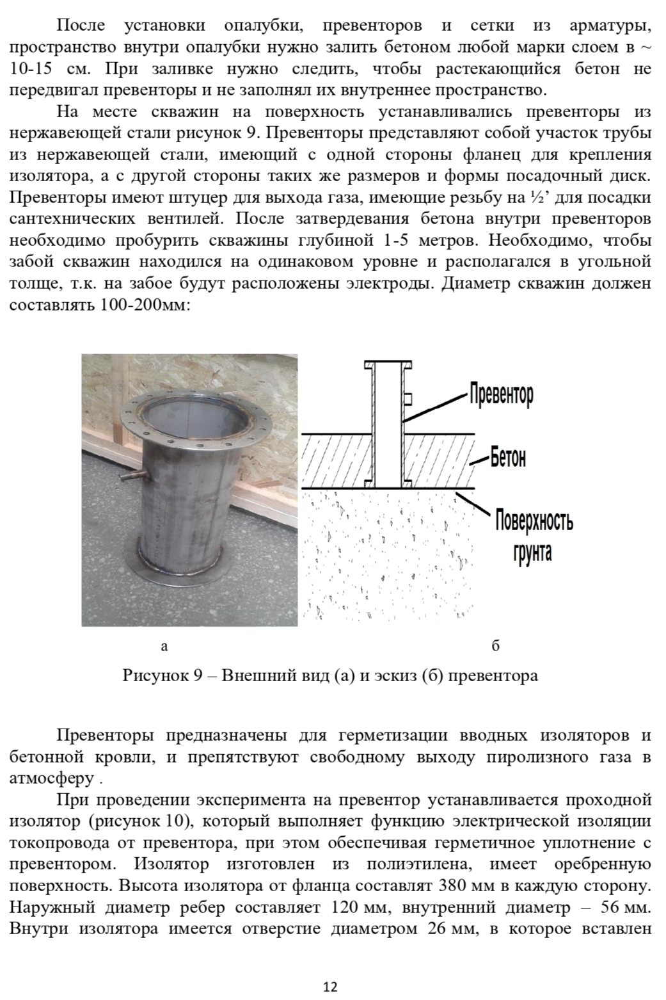 После установки опалубки, превенторов и сетки из арматуры,
пространство внутри опалубки нужно залить бетоном любой марки слоем в ~
10-15 см. При заливке нужно следить, чтобы растекающийся бетон не
передвигал превенторы и не заполнял их внутреннее пространство.
На месте скважин на поверхность устанавливались превенторы из
нержавеющей стали рисунок 9. Превенторы представляют собой участок трубы
из нержавеющей стали, имеющий с одной стороны фланец для крепления
изолятора, а с другой стороны таких же размеров и формы посадочный диск.
Превенторы имеют штуцер для выхода газа, имеющие резьбу на ½’ для посадки
сантехнических вентилей. После затвердевания бетона внутри превенторов
необходимо пробурить скважины глубиной 1-5 метров. Необходимо, чтобы
забой скважин находился на одинаковом уровне и располагался в угольной
толще, т.к. на забое будут расположены электроды. Диаметр скважин должен
составлять 100-200мм:
Превентор
Бетон
Поверхность
грунта
а
б
Рисунок 9 – Внешний вид (а) и эскиз (б) превентора
Превенторы предназначены для герметизации вводных изоляторов и
бетонной кровли, и препятствуют свободному выходу пиролизного газа в
атмосферу .
При проведении эксперимента на превентор устанавливается проходной
изолятор (рисунок 10), который выполняет функцию электрической изоляции
токопровода от превентора, при этом обеспечивая герметичное уплотнение с
превентором. Изолятор изготовлен из полиэтилена, имеет оребренную
поверхность. Высота изолятора от фланца составлят 380 мм в каждую сторону.
Наружный диаметр ребер составляет 120 мм, внутренний диаметр – 56 мм.
Внутри изолятора имеется отверстие диаметром 26 мм, в которое вставлен
12